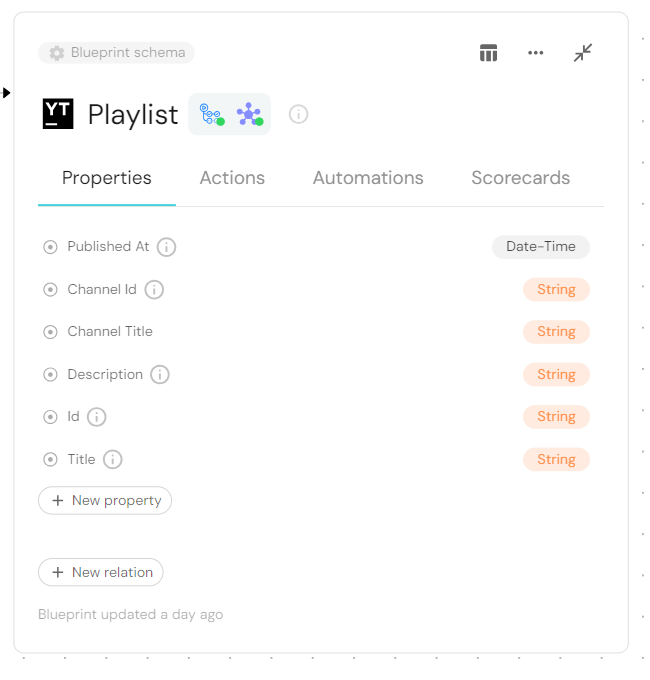 Blueprint schema
YT Playlist
Properties Actions Automations Scorecards
Published At Date-Time
Channel Id String
Channel Title String
Description String
Id String
Title String
+ New property
+ New relation
Blueprint updated a day ago